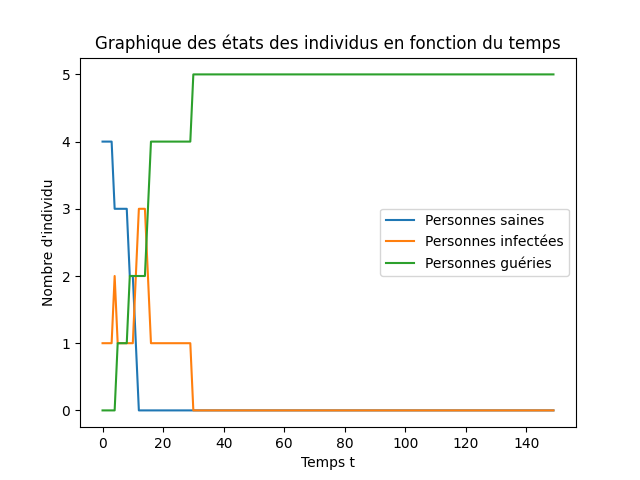 Graphique des états des individus en fonction du temps
5
4
3
2
1
0
Nombre d'individu
Personnes saines
Personnes infectées
Personnes guéries
0 20 40 60 80 100 120 140
Temps t